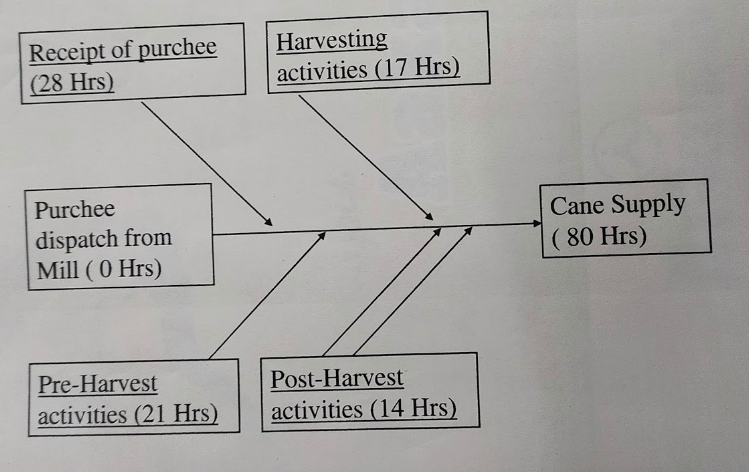 Receipt of purchee
(28 Hrs)
Harvesting
activities (17 Hrs)
Purchee
dispatch from
Mill ( 0 Hrs)
Cane Supply
( 80 Hrs)
Pre-Harvest
activities (21 Hrs)
Post-Harvest
activities (14 Hrs)